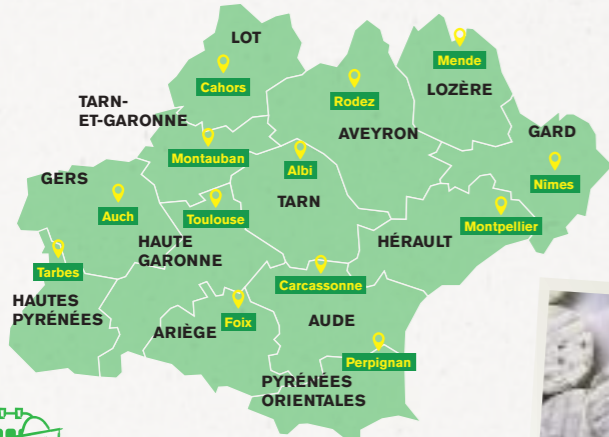 LOT
Cahors
Mende
LOZÈRE
Rodez
AVEYRON
TARN-
ET-GARONNE
Montauban
GARD
Nîmes
Albi
TARN
GERS
Auch
Toulouse
HAUTE
GARONNE
Montpellier
HÉRAULT
Tarbes
HAUTES
PYRÉNÉES
Carcassonne
AUDE
ARIÈGE
Foix
Perpignan
PYRÉNÉES
ORIENTALES